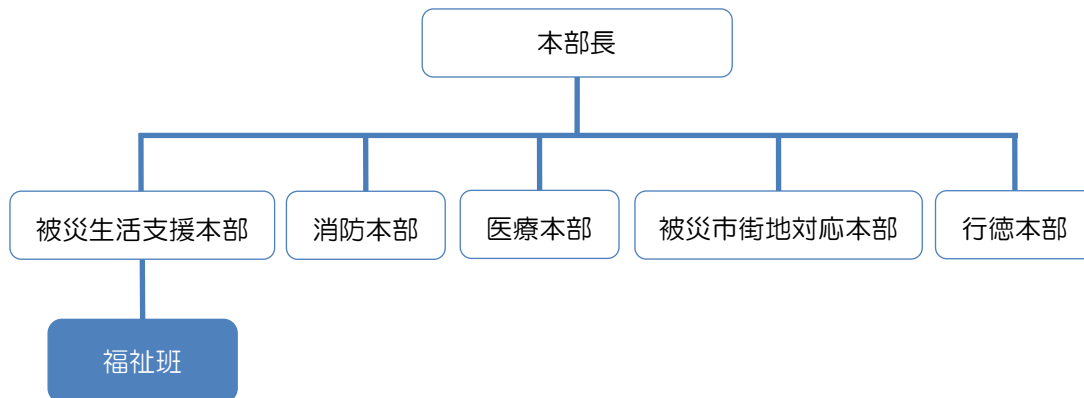 本部長
被災生活支援本部
消防本部
医療本部
被災市街地対応本部
行徳本部
福祉班